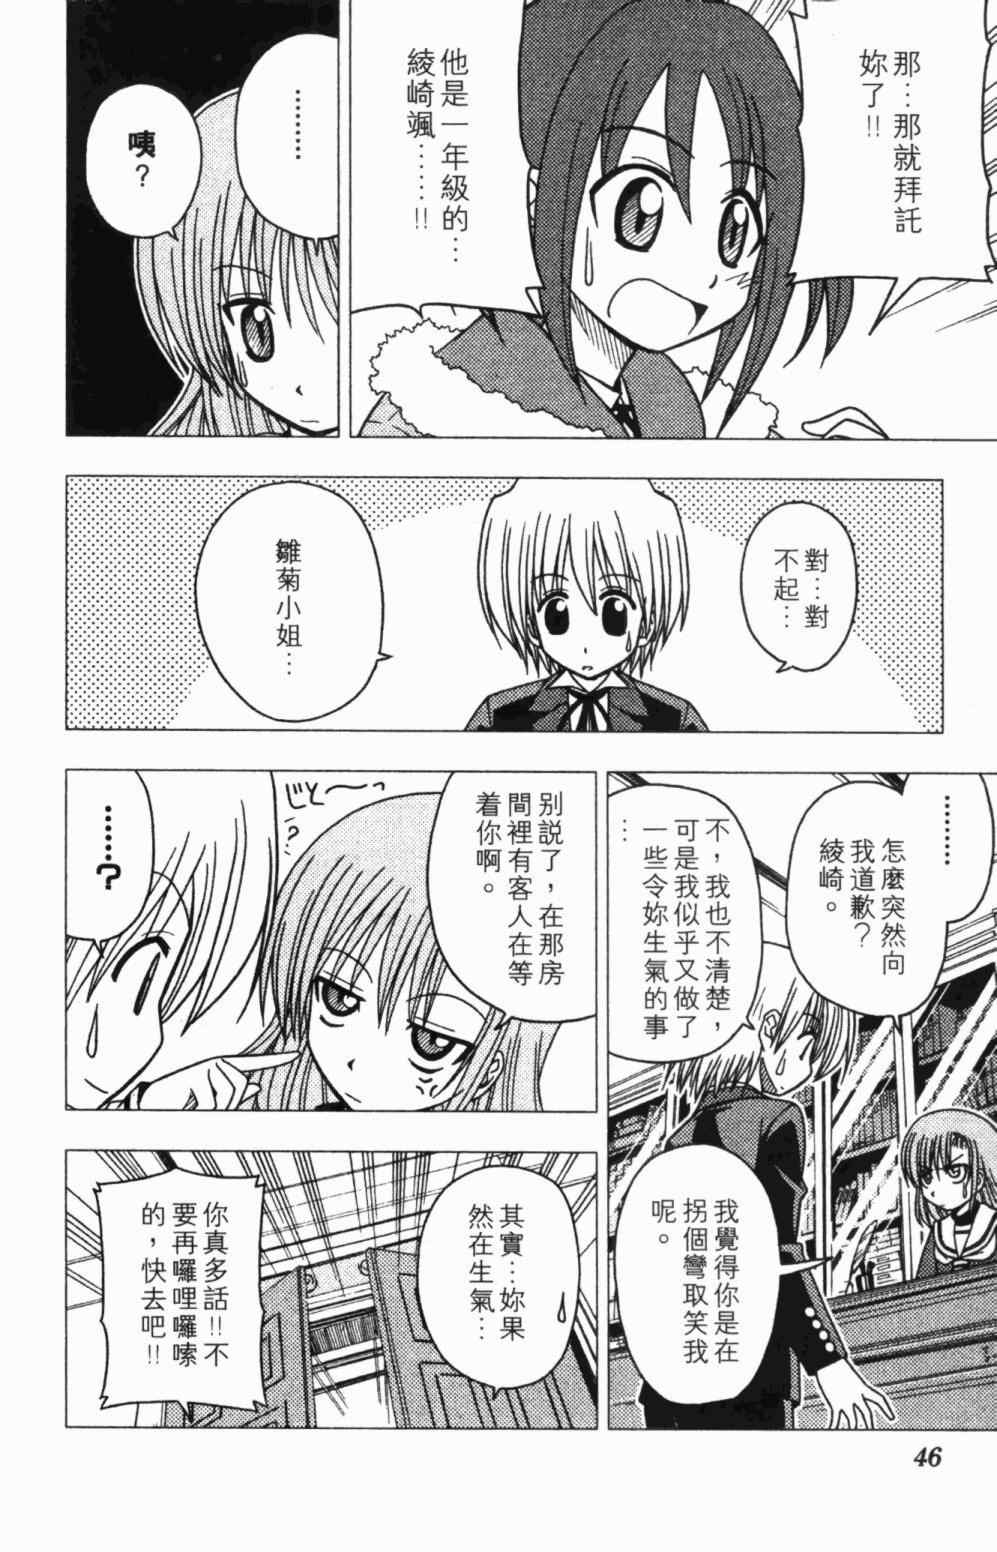 那…那就拜託
妳了!!
他是一年級的…
綾崎颯……!!
………
咦？
對…對
不起…
雛菊小姐…
………
怎麼突然向
我道歉？
綾崎。
不，我也不清楚，
可是我似乎又做了
一些令妳生氣的事
…
我覺得你是在
拐個彎取笑我
呢。
别説了，在那房
間裡有客人在等
着你啊。
じと〜っ
?
……?
其實…妳果
然在生氣…
你真多話!!不
要再囉哩囉嗦
的，快去吧!!
46